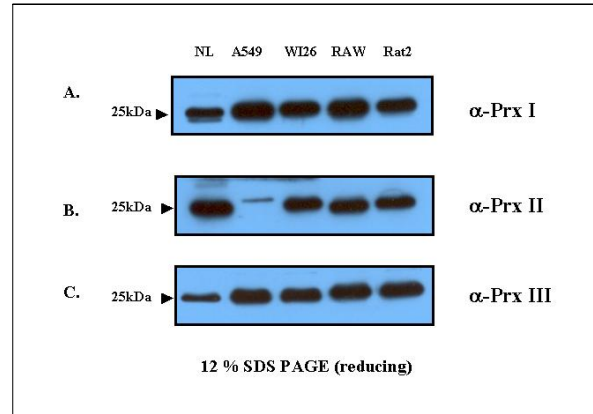 NL A549 WI26 RAW Rat2
A. 25kDa α-Prx I
B. 25kDa α-Prx II
C. 25kDa α-Prx III
12 % SDS PAGE (reducing)